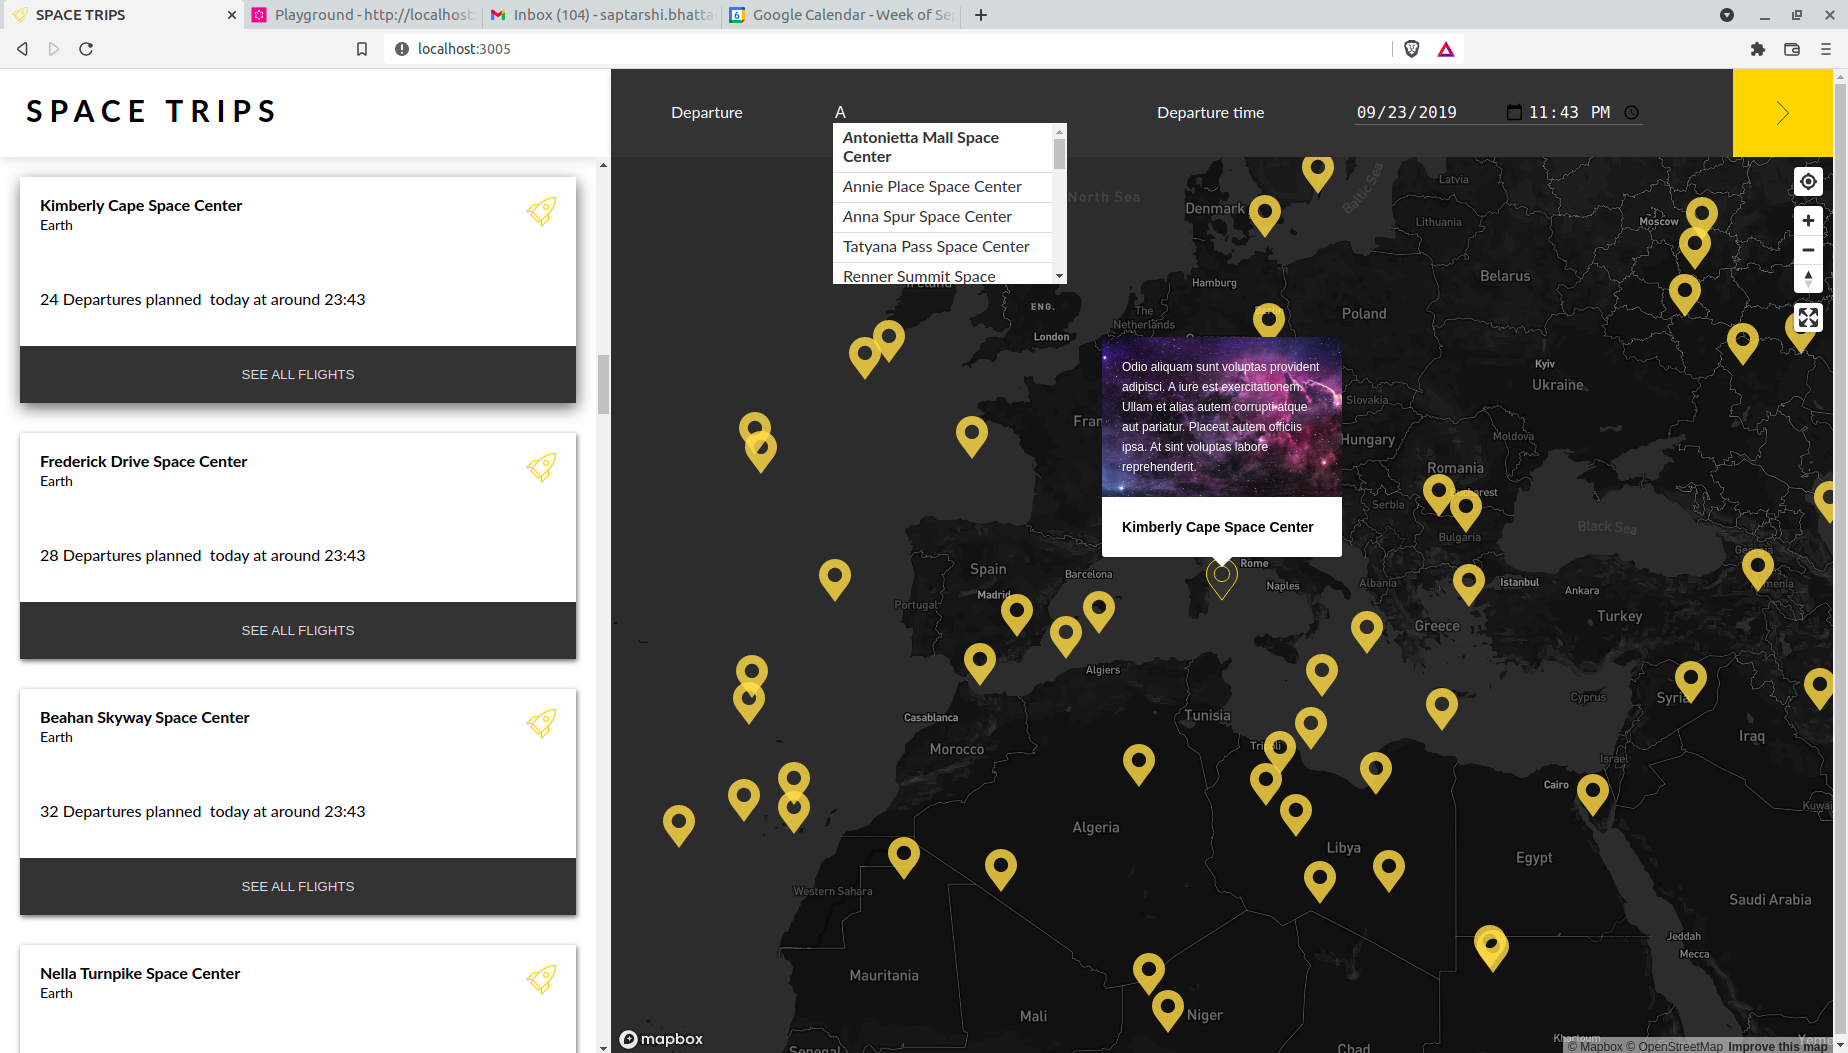 SPACE TRIPS
Playground - http://localhost:
Inbox (104) - saptarshi.bhatta
Google Calendar - Week of Se
localhost:3005
SPACE TRIPS
Departure
A
Departure time
09/23/2019
11:43 PM
Antonietta Mall Space
Center
Annie Place Space Center
Anna Spur Space Center
Tatyana Pass Space Center
Renner Summit Space
Kimberly Cape Space Center
Earth
24 Departures planned today at around 23:43
SEE ALL FLIGHTS
Frederick Drive Space Center
Earth
28 Departures planned today at around 23:43
SEE ALL FLIGHTS
Beahan Skyway Space Center
Earth
32 Departures planned today at around 23:43
SEE ALL FLIGHTS
Nella Turnpike Space Center
Earth
North Sea
Baltic Sea
Latvia
Denmark
Lithuania
Moscow
Ireland
Hamburg
Belarus
ENG.
The
Netherlands
Berlin
Poland
London
Kyiv
Ukraine
Odio aliquam sunt voluptas provident
adipisci. A iure est exercitationem.
Ullam et alias autem corrupti atque
aut pariatur. Placeat autem officiis
ipsa. At sint voluptas labore
reprehenderit.
Kimberly Cape Space Center
Slovakia
Franc
Hungary
Moldova
Romania
Bucharest
Serbia
Black Sea
Bulgaria
Georgia
Rome
Spain
Barcelona
Naples
Albania
Istanbul
Ankara
Armenia
Madrid
Portugal
Turkey
Greece
Algiers
Cyprus
Syria
Casablanca
Tunisia
Morocco
Tripoli
Iraq
Israel
Cairo
Kuwai
Algeria
Libya
Egypt
Western Sahara
Saudi Arabia
Jeddah
Mecca
Mauritania
Mali
Niger
Khartoum
Yemen
Senegal
Chad
mapbox
© Mapbox © OpenStreetMap Improve this map